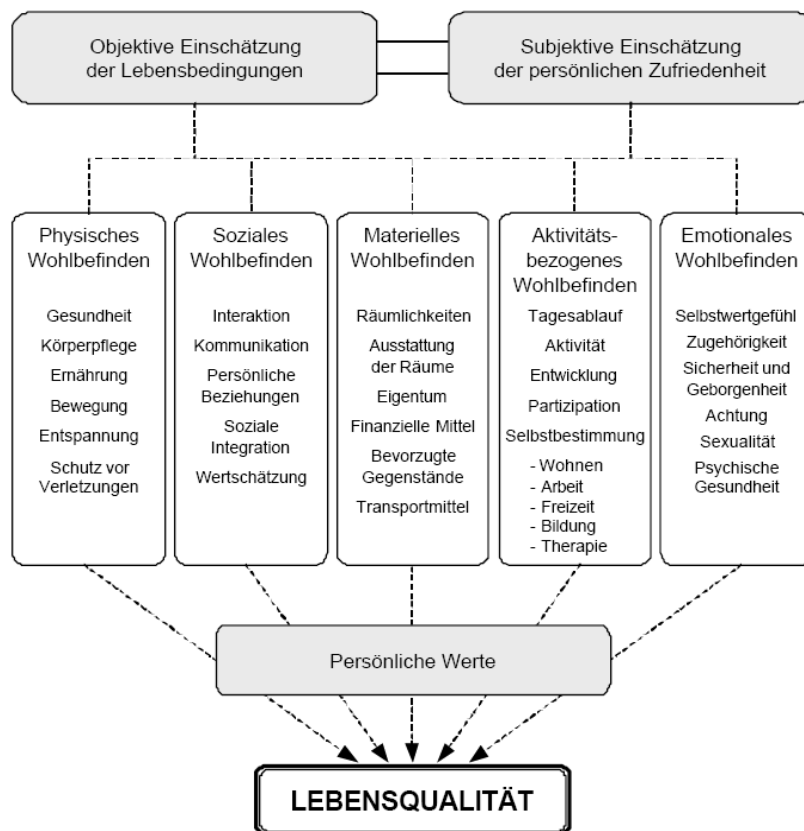 Objektive Einschätzung
der Lebensbedingungen
Subjektive Einschätzung
der persönlichen Zufriedenheit
Physisches
Wohlbefinden
Gesundheit
Körperpflege
Ernährung
Bewegung
Entspannung
Schutz vor
Verletzungen
Soziales
Wohlbefinden
Interaktion
Kommunikation
Persönliche
Beziehungen
Soziale
Integration
Wertschätzung
Materielles
Wohlbefinden
Räumlichkeiten
Ausstattung
der Räume
Eigentum
Finanzielle Mittel
Bevorzugte
Gegenstände
Transportmittel
Aktivitäts-
bezogenes
Wohlbefinden
Tagesablauf
Aktivität
Entwicklung
Partizipation
Selbstbestimmung
- Wohnen
- Arbeit
- Freizeit
- Bildung
- Therapie
Emotionales
Wohlbefinden
Selbstwertgefühl
Zugehörigkeit
Sicherheit und
Geborgenheit
Achtung
Sexualität
Psychische
Gesundheit
Persönliche Werte
LEBENSQUALITÄT